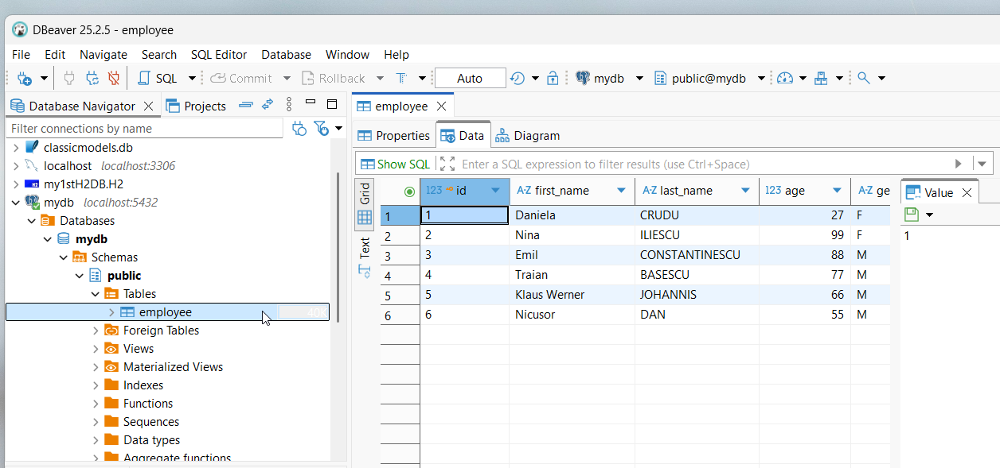 DBeaver 25.2.5 - employee
File Edit Navigate Search SQL Editor Database Window Help
SQL Commit Rollback T Auto mydb public@mydb
Database Navigator Projects
Filter connections by name
classicmodels.db
localhost localhost:3306
H2 my1stH2DB.H2
mydb localhost:5432
Databases
mydb
Schemas
public
Tables
employee 40K
Foreign Tables
Views
Materialized Views
Indexes
Functions
Sequences
Data types
Aggregate functions
employee
Properties Data Diagram
Show SQL Enter a SQL expression to filter results (use Ctrl+Space)
Grid
Text
123 id A-Z first_name A-Z last_name 123 age A-Z ge
1 1 Daniela CRUDU 27 F
2 2 Nina ILIESCU 99 F
3 3 Emil CONSTANTINESCU 88 M
4 4 Traian BASESCU 77 M
5 5 Klaus Werner JOHANNIS 66 M
6 6 Nicusor DAN 55 M
Value
1